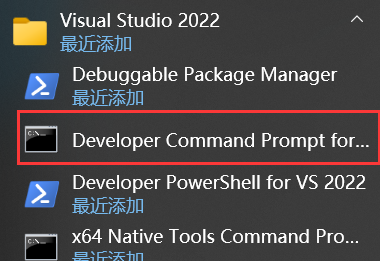 Visual Studio 2022
最近添加
Debuggable Package Manager
最近添加
Developer Command Prompt for...
Developer PowerShell for VS 2022
最近添加
x64 Native Tools Command Pro...
最近添加